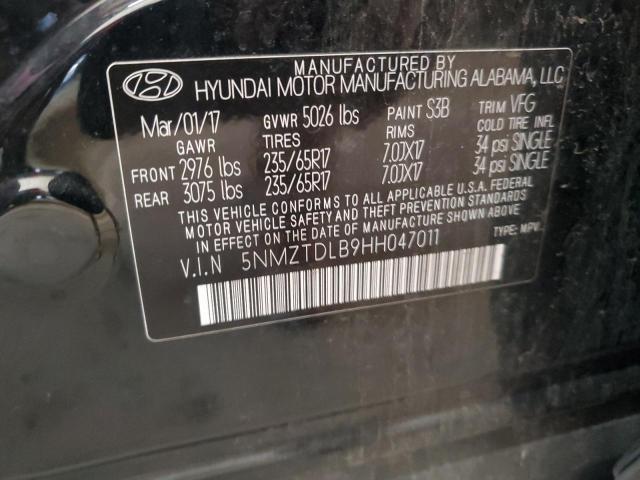 MANUFACTURED BY
HYUNDAI MOTOR MANUFACTURING ALABAMA, LLC
Mar/01/17 GVWR 5026 lbs PAINT S3B TRIM VFG
GAWR TIRES RIMS COLD TIRE INFL
FRONT 2976 lbs 235/65R17 7.0JX17 34 psi SINGLE
REAR 3075 lbs 235/65R17 7.0JX17 34 psi SINGLE
THIS VEHICLE CONFORMS TO ALL APPLICABLE U.S.A. FEDERAL
MOTOR VEHICLE SAFETY AND THEFT PREVENTION STANDARDS
IN EFFECT ON THE DATE OF MANUFACTURE SHOWN ABOVE.
V.I.N 5NMZTDLB9HH047011 TYPE: MPV